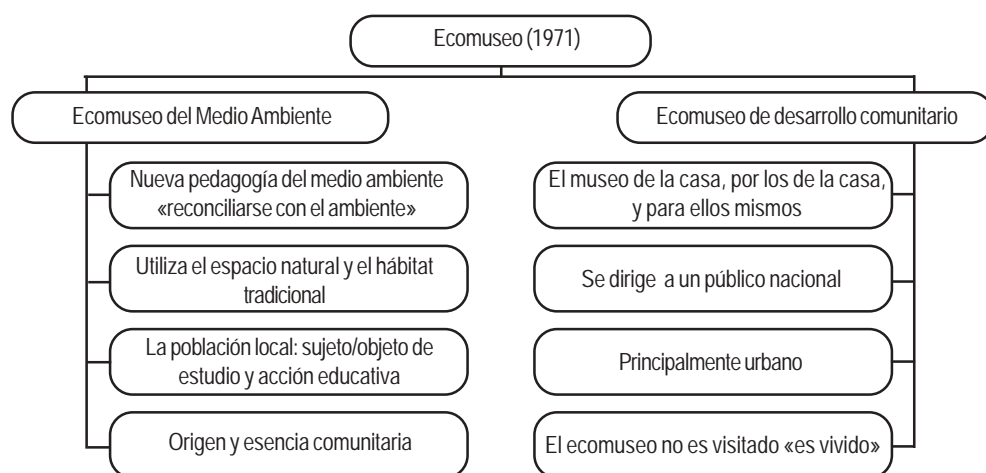 Ecomuseo (1971)
Ecomuseo del Medio Ambiente
Nueva pedagogía del medio ambiente
«reconciliarse con el ambiente»
Utiliza el espacio natural y el hábitat
tradicional
La población local: sujeto/objeto de
estudio y acción educativa
Origen y esencia comunitaria
Ecomuseo de desarrollo comunitario
El museo de la casa, por los de la casa,
y para ellos mismos
Se dirige a un público nacional
Principalmente urbano
El ecomuseo no es visitado «es vivido»